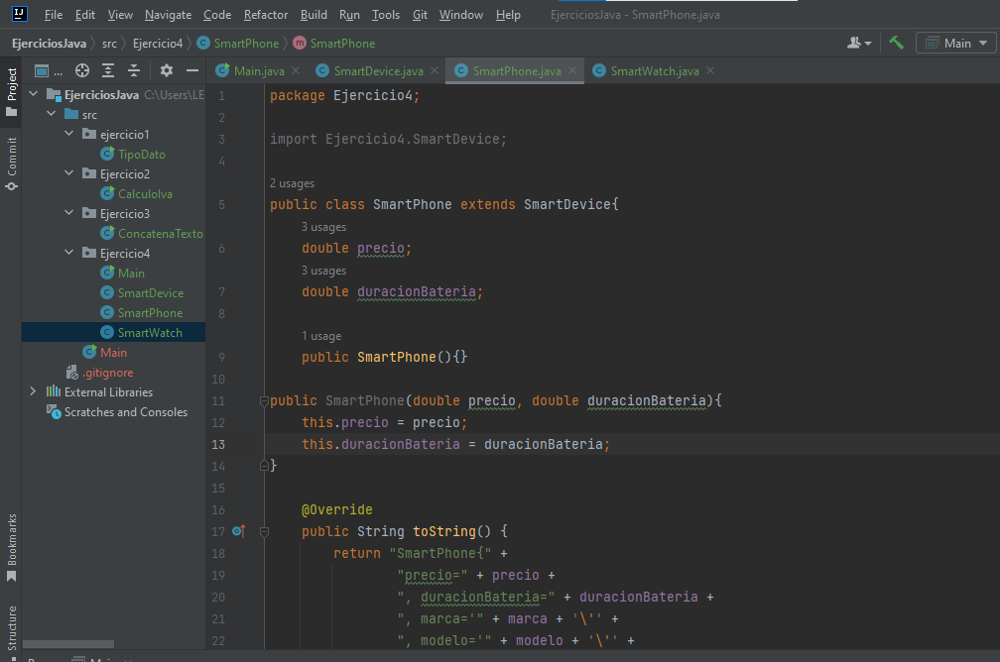 File Edit View Navigate Code Refactor Build Run Tools Git Window Help EjerciciosJava - SmartPhone.java
EjerciciosJava src Ejercicio4 SmartPhone SmartPhone Main
Project
Commit
Bookmarks
Structure
EjerciciosJava C:\Users\LE
src
ejercicio1
TipoDato
Ejercicio2
CalculoIva
Ejercicio3
ConcatenaTexto
Ejercicio4
Main
SmartDevice
SmartPhone
SmartWatch
Main
.gitignore
External Libraries
Scratches and Consoles
Main.java SmartDevice.java SmartPhone.java SmartWatch.java
1 package Ejercicio4;
2
3 import Ejercicio4.SmartDevice;
4
2 usages
5 public class SmartPhone extends SmartDevice{
3 usages
6 double precio;
3 usages
7 double duracionBateria;
8
1 usage
9 public SmartPhone(){}
10
11 public SmartPhone(double precio, double duracionBateria){
12 this.precio = precio;
13 this.duracionBateria = duracionBateria;
14 }
15
16 @Override
17 public String toString() {
18 return "SmartPhone{" +
19 "precio=" + precio +
20 ", duracionBateria=" + duracionBateria +
21 ", marca='" + marca + '\'' +
22 ", modelo='" + modelo + '\'' +